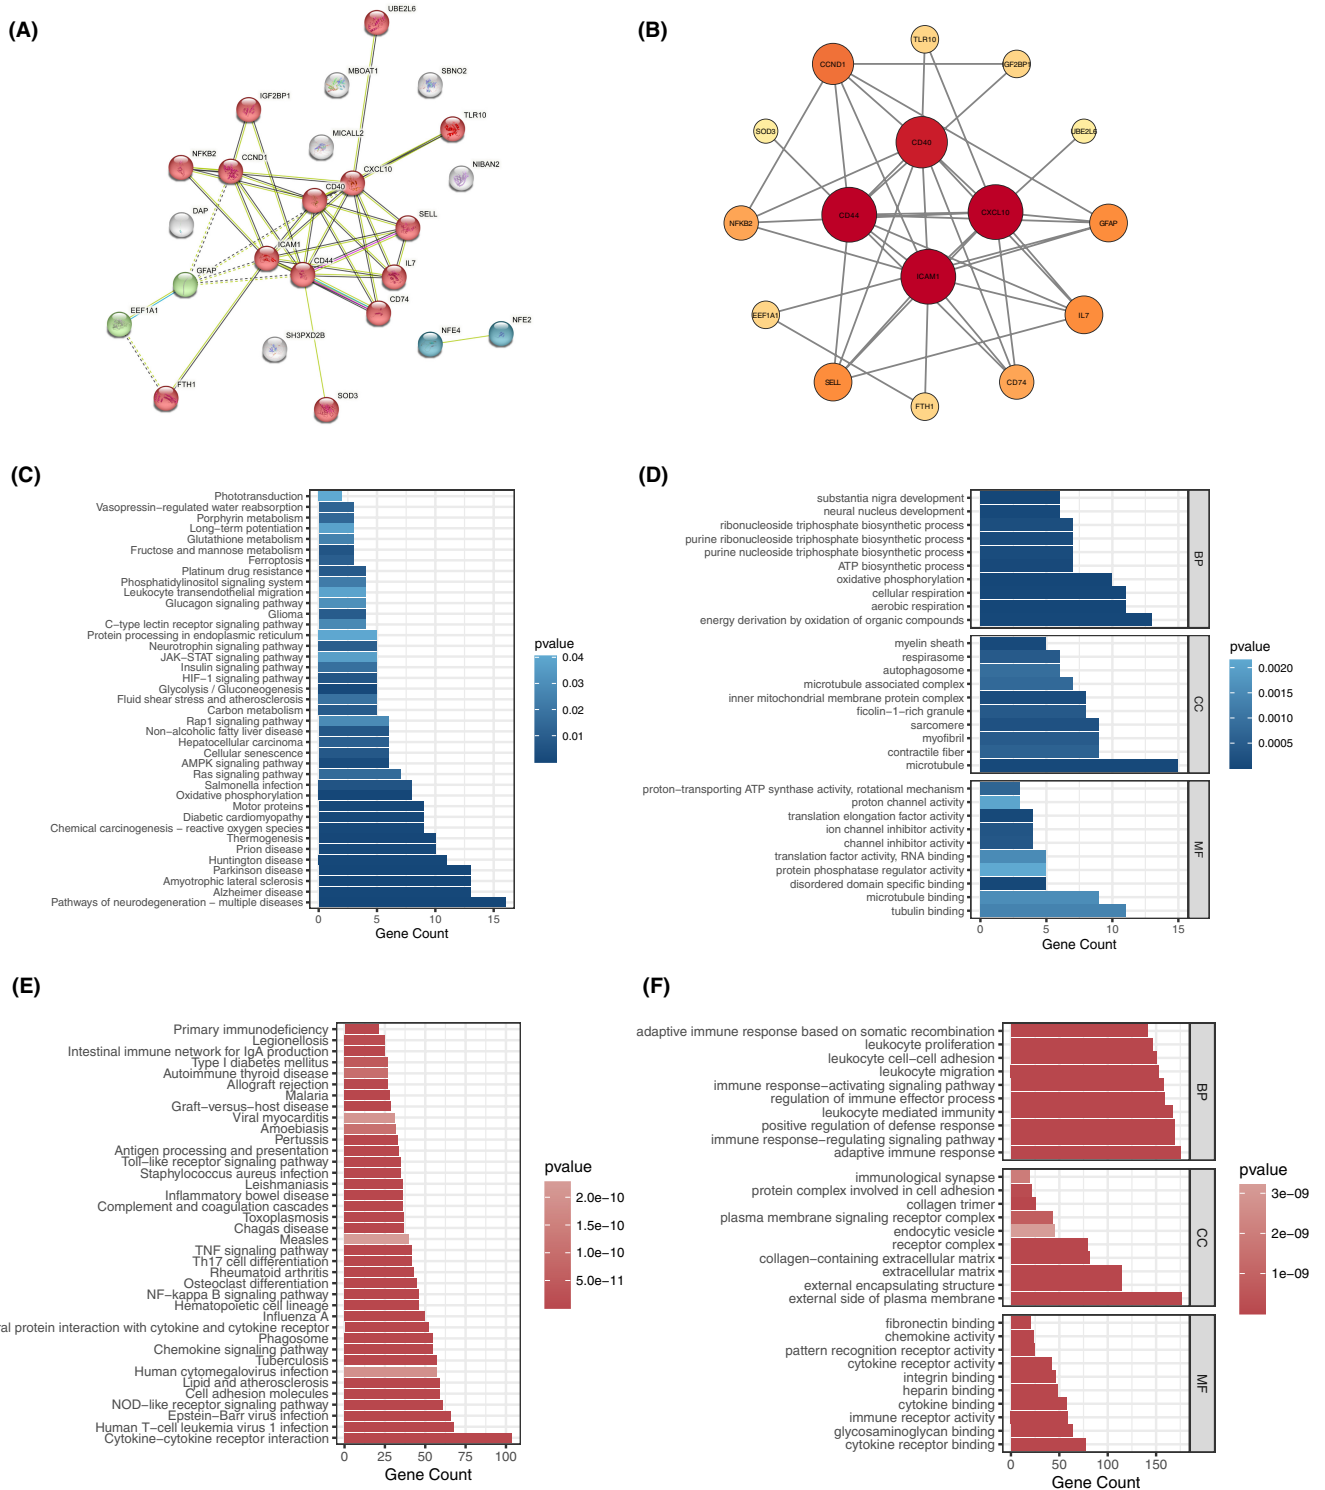 (A)
UBE2L6
MBOAT1
SBNO2
IGF2BP1
TLR10
MICALL2
NFKB2
CCND1
CXCL10
NIBAN2
CD40
DAP
SELL
ICAM1
GFAP
CD44
IL7
EEF1A1
CD74
NFE4
NFE2
SH3PXD2B
FTH1
SOD3
(B)
TLR10
CCND1
IGF2BP1
SOD3
UBE2L6
CD40
NFKB2
CD44
CXCL10
GFAP
ICAM1
EEF1A1
IL7
SELL
CD74
FTH1
(C)
Phototransduction
Vasopressin-regulated water reabsorption
Porphyrin metabolism
Long-term potentiation
Glutathione metabolism
Fructose and mannose metabolism
Ferroptosis
Platinum drug resistance
Phosphatidylinositol signaling system
Leukocyte transendothelial migration
Glucagon signaling pathway
Glioma
C-type lectin receptor signaling pathway
Protein processing in endoplasmic reticulum
Neurotrophin signaling pathway
JAK-STAT signaling pathway
Insulin signaling pathway
HIF-1 signaling pathway
Glycolysis / Gluconeogenesis
Fluid shear stress and atherosclerosis
Carbon metabolism
Rap1 signaling pathway
Non-alcoholic fatty liver disease
Hepatocellular carcinoma
Cellular senescence
AMPK signaling pathway
Ras signaling pathway
Salmonella infection
Oxidative phosphorylation
Motor proteins
Diabetic cardiomyopathy
Chemical carcinogenesis - reactive oxygen species
Thermogenesis
Prion disease
Huntington disease
Parkinson disease
Amyotrophic lateral sclerosis
Alzheimer disease
Pathways of neurodegeneration - multiple diseases
0 5 10 15
Gene Count
pvalue
0.04
0.03
0.02
0.01
(D)
substantia nigra development
neural nucleus development
ribonucleoside triphosphate biosynthetic process
purine ribonucleoside triphosphate biosynthetic process
purine nucleoside triphosphate biosynthetic process
ATP biosynthetic process
oxidative phosphorylation
cellular respiration
aerobic respiration
energy derivation by oxidation of organic compounds
BP
myelin sheath
respirasome
autophagosome
microtubule associated complex
inner mitochondrial membrane protein complex
ficolin-1-rich granule
sarcomere
myofibril
contractile fiber
microtubule
CC
proton-transporting ATP synthase activity, rotational mechanism
proton channel activity
translation elongation factor activity
ion channel inhibitor activity
channel inhibitor activity
translation factor activity, RNA binding
protein phosphatase regulator activity
disordered domain specific binding
microtubule binding
tubulin binding
MF
0 5 10 15
Gene Count
pvalue
0.0020
0.0015
0.0010
0.0005
(E)
Primary immunodeficiency
Legionellosis
Intestinal immune network for IgA production
Type I diabetes mellitus
Autoimmune thyroid disease
Allograft rejection
Malaria
Graft-versus-host disease
Viral myocarditis
Amoebiasis
Pertussis
Antigen processing and presentation
Toll-like receptor signaling pathway
Staphylococcus aureus infection
Leishmaniasis
Inflammatory bowel disease
Complement and coagulation cascades
Toxoplasmosis
Chagas disease
Measles
TNF signaling pathway
Th17 cell differentiation
Rheumatoid arthritis
Osteoclast differentiation
NF-kappa B signaling pathway
Hematopoietic cell lineage
Influenza A
al protein interaction with cytokine and cytokine receptor
Phagosome
Chemokine signaling pathway
Tuberculosis
Human cytomegalovirus infection
Lipid and atherosclerosis
Cell adhesion molecules
NOD-like receptor signaling pathway
Epstein-Barr virus infection
Human T-cell leukemia virus 1 infection
Cytokine-cytokine receptor interaction
0 25 50 75 100
Gene Count
pvalue
2.0e-10
1.5e-10
1.0e-10
5.0e-11
(F)
adaptive immune response based on somatic recombination
leukocyte proliferation
leukocyte cell-cell adhesion
leukocyte migration
immune response-activating signaling pathway
regulation of immune effector process
leukocyte mediated immunity
positive regulation of defense response
immune response-regulating signaling pathway
adaptive immune response
BP
immunological synapse
protein complex involved in cell adhesion
collagen trimer
plasma membrane signaling receptor complex
endocytic vesicle
receptor complex
collagen-containing extracellular matrix
extracellular matrix
external encapsulating structure
external side of plasma membrane
CC
fibronectin binding
chemokine activity
pattern recognition receptor activity
cytokine receptor activity
integrin binding
heparin binding
cytokine binding
immune receptor activity
glycosaminoglycan binding
cytokine receptor binding
MF
0 50 100 150
Gene Count
pvalue
3e-09
2e-09
1e-09